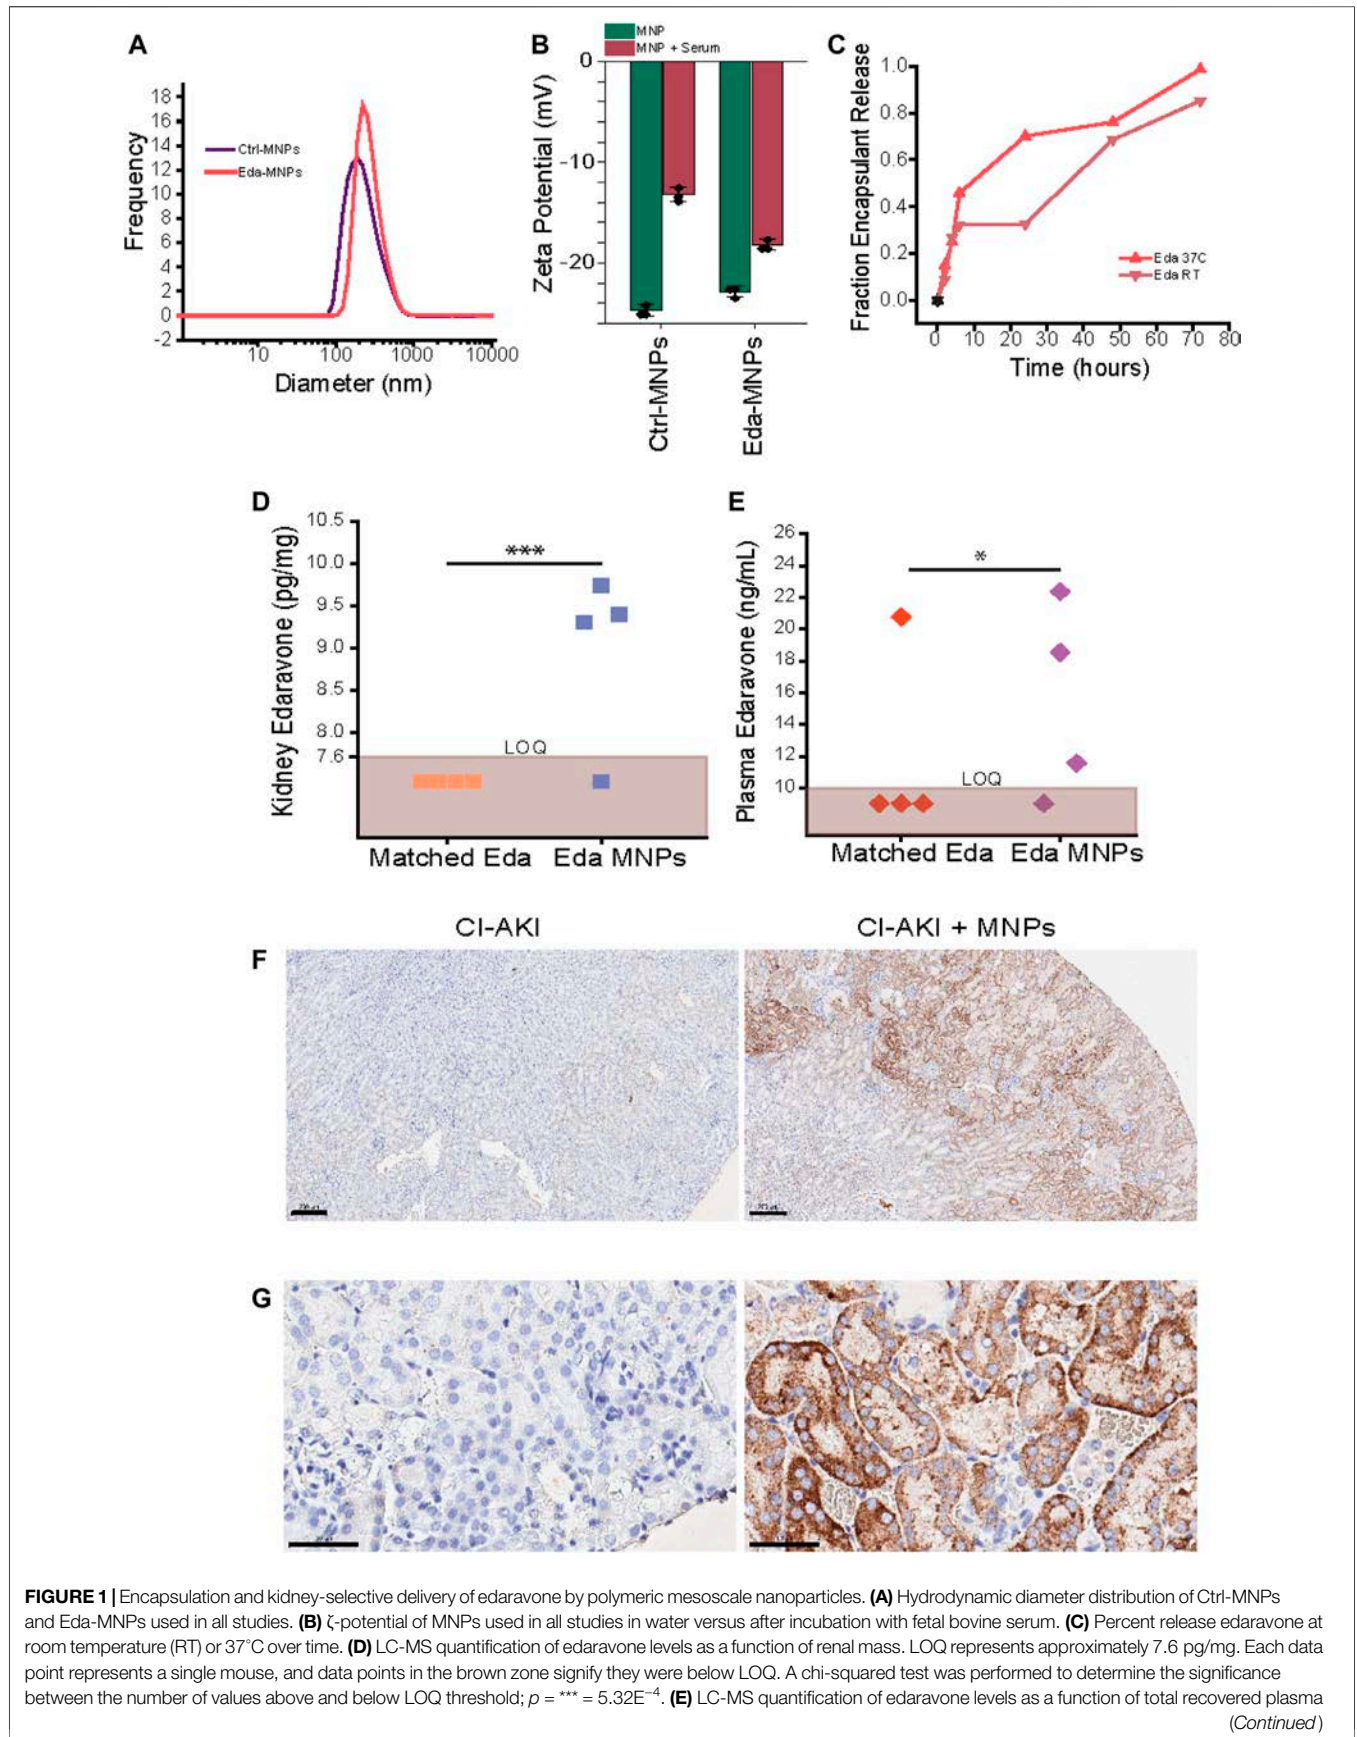 A
Frequency
18
16
14
12
10
8
6
4
2
0
-2
Ctrl-MNPs
Eda-MNPs
10
100
1000
10000
Diameter (nm)
B
MNP
MNP + Serum
Zeta Potential (mV)
0
-10
-20
Ctrl-MNPs
Eda-MNPs
C
Fraction Encapsulant Release
1.0
0.8
0.6
0.4
0.2
0.0
Eda 37C
Eda RT
0 10 20 30 40 50 60 70 80
Time (hours)
D
Kidney Edaravone (pg/mg)
10.5
10.0
9.5
9.0
8.5
8.0
7.6
***
LOQ
Matched Eda
Eda MNPs
E
Plasma Edaravone (ng/mL)
26
24
22
20
18
16
14
12
10
*
LOQ
Matched Eda
Eda MNPs
CI-AKI
CI-AKI + MNPs
F
G
FIGURE 1 | Encapsulation and kidney-selective delivery of edaravone by polymeric mesoscale nanoparticles. (A) Hydrodynamic diameter distribution of Ctrl-MNPs
and Eda-MNPs used in all studies. (B) ζ-potential of MNPs used in all studies in water versus after incubation with fetal bovine serum. (C) Percent release edaravone at
room temperature (RT) or 37°C over time. (D) LC-MS quantification of edaravone levels as a function of renal mass. LOQ represents approximately 7.6 pg/mg. Each data
point represents a single mouse, and data points in the brown zone signify they were below LOQ. A chi-squared test was performed to determine the significance
between the number of values above and below LOQ threshold; p = *** = 5.32E−4. (E) LC-MS quantification of edaravone levels as a function of total recovered plasma
(Continued)